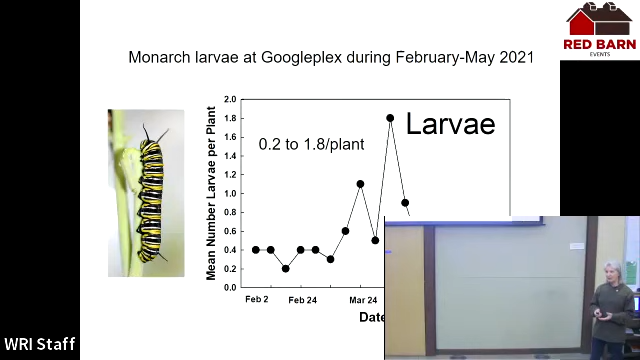 RED BARN
EVENTS
Monarch larvae at Googleplex during February-May 2021
2.0
1.8
1.6
1.4
1.2
1.0
0.8
0.6
0.4
0.2
0.0
Mean Number Larvae per Plant
Larvae
0.2 to 1.8/plant
Feb 2
Feb 24
Mar 24
Date
WRI Staff